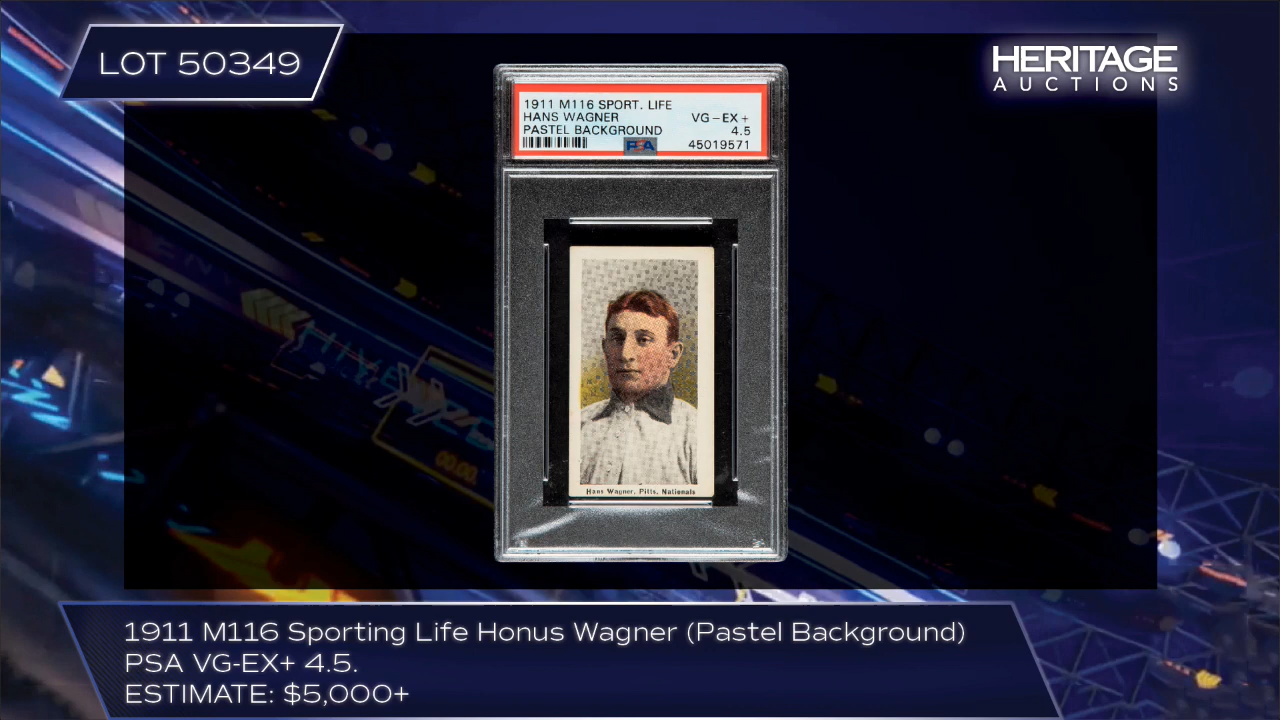 LOT 50349
HERITAGE
AUCTIONS
1911 M116 SPORT. LIFE
HANS WAGNER
VG-EX +
PASTEL BACKGROUND
4.5
PSA
45019571
Hans Wagner, Pitts. Nationals
1911 M116 Sporting Life Honus Wagner (Pastel Background)
PSA VG-EX+ 4.5.
ESTIMATE: $5,000+